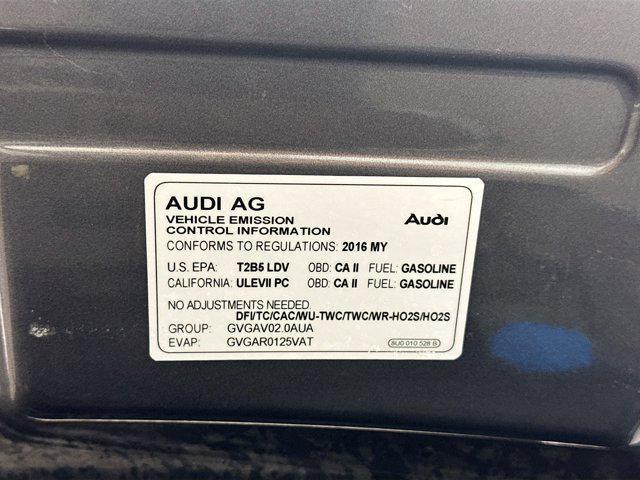 AUDI AG
Audi
VEHICLE EMISSION
CONTROL INFORMATION
CONFORMS TO REGULATIONS: 2016 MY
U.S. EPA: T2B5 LDV OBD: CA II FUEL: GASOLINE
CALIFORNIA: ULEVII PC OBD: CA II FUEL: GASOLINE
NO ADJUSTMENTS NEEDED.
DFI/TC/CAC/WU-TWC/TWC/WR-HO2S/HO2S
GROUP: GVGAV02.0AUA
EVAP: GVGAR0125VAT
8U0 010 528 B